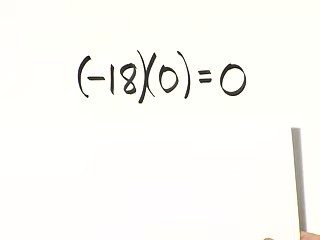 (-18)(0) = 0